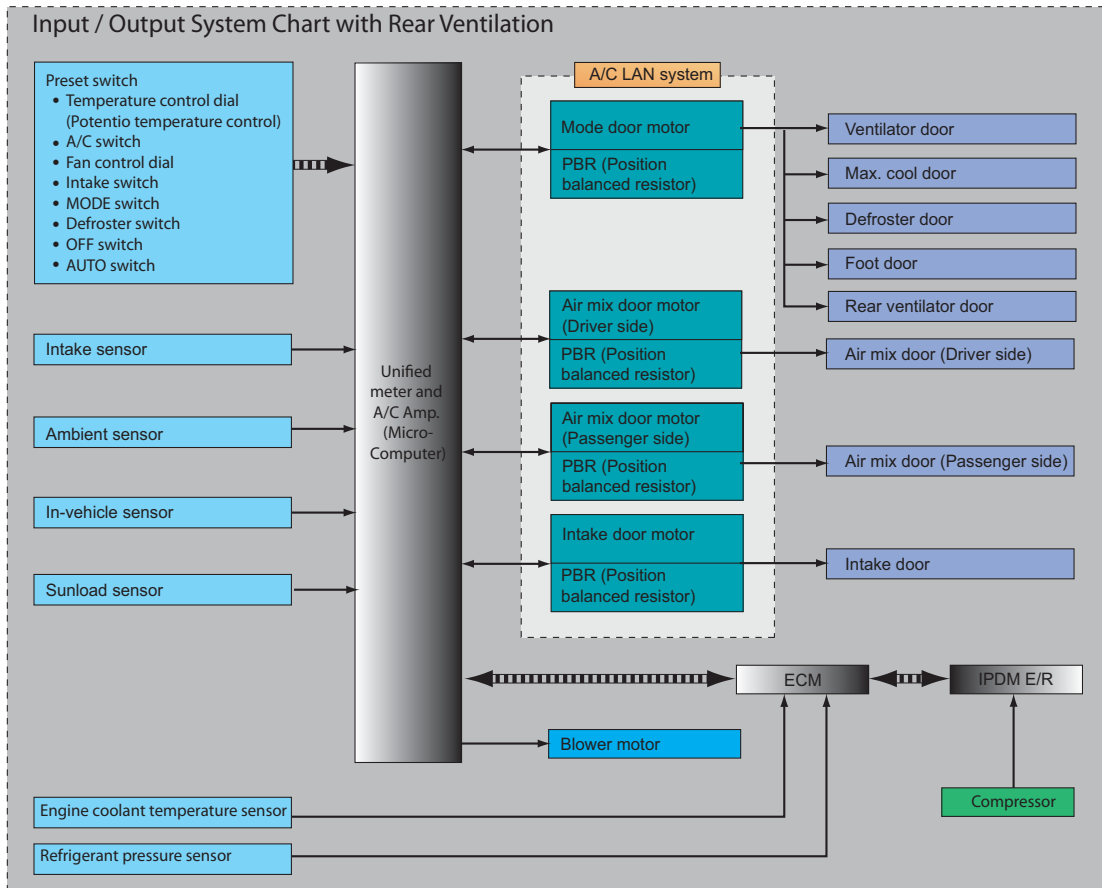 Input / Output System Chart with Rear Ventilation
Preset switch
• Temperature control dial
(Potentio temperature control)
• A/C switch
• Fan control dial
• Intake switch
• MODE switch
• Defroster switch
• OFF switch
• AUTO switch
Intake sensor
Ambient sensor
In-vehicle sensor
Sunload sensor
Engine coolant temperature sensor
Refrigerant pressure sensor
Unified
meter and
A/C Amp.
(Micro-
Computer)
A/C LAN system
Mode door motor
PBR (Position
balanced resistor)
Air mix door motor
(Driver side)
PBR (Position
balanced resistor)
Air mix door motor
(Passenger side)
PBR (Position
balanced resistor)
Intake door motor
PBR (Position
balanced resistor)
Ventilator door
Max. cool door
Defroster door
Foot door
Rear ventilator door
Air mix door (Driver side)
Air mix door (Passenger side)
Intake door
ECM
IPDM E/R
Blower motor
Compressor